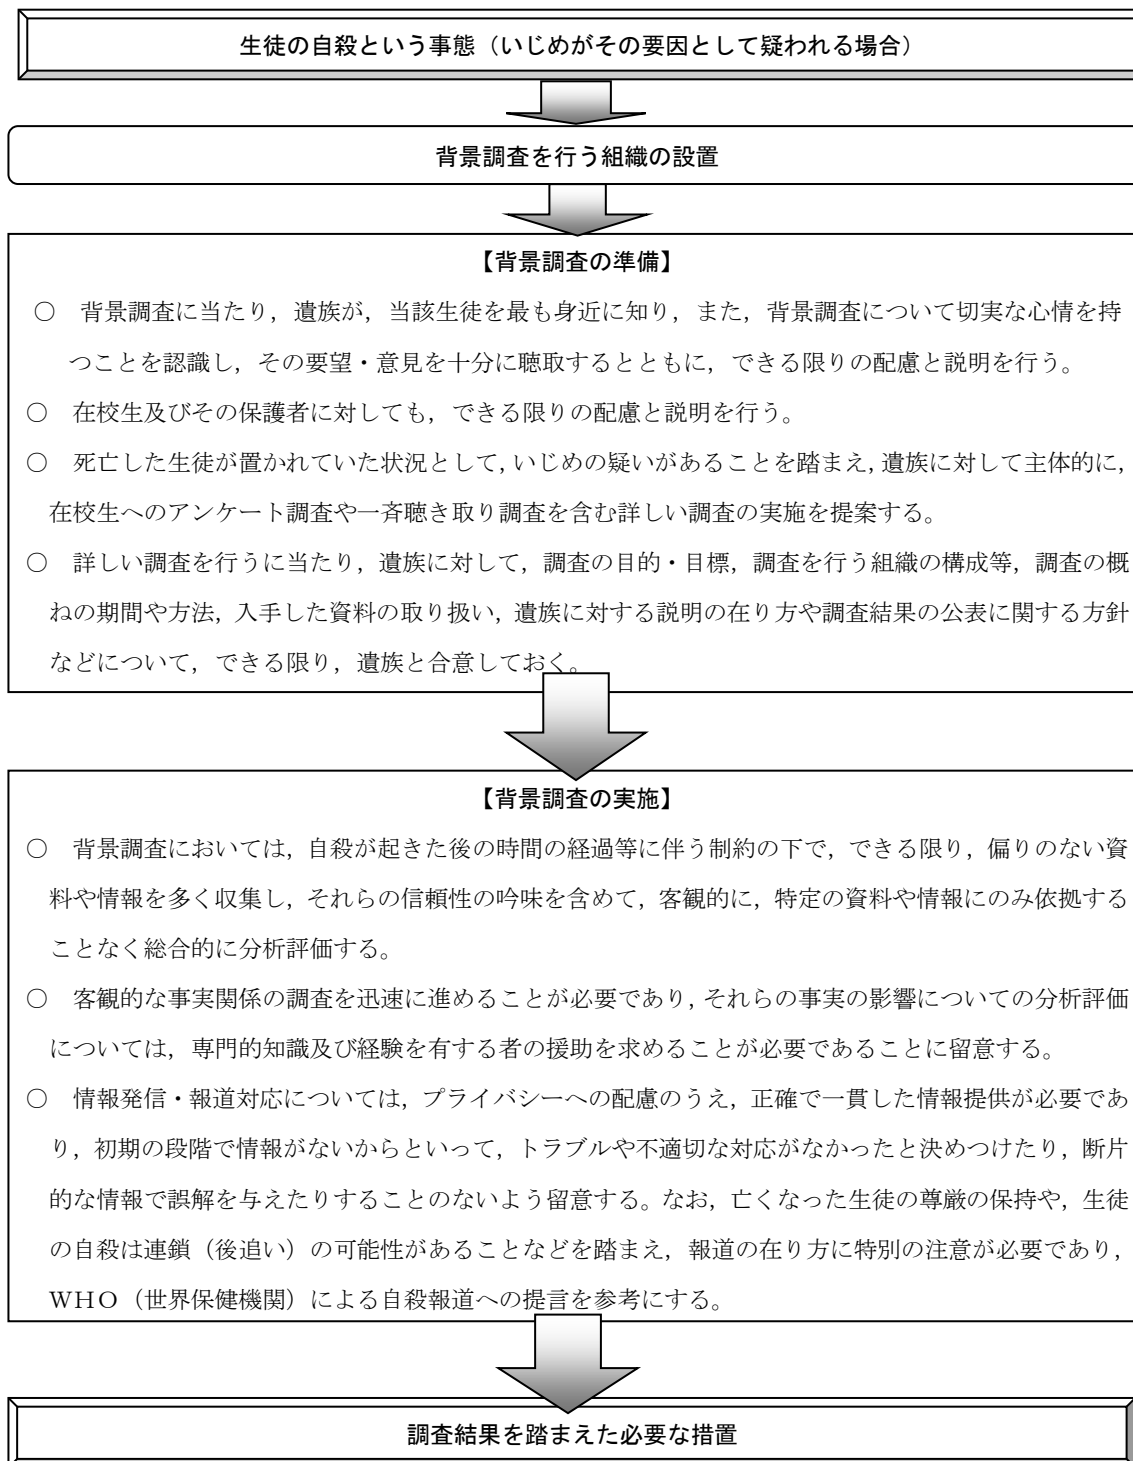 生徒の自殺という事態（いじめがその要因として疑われる場合）
背景調査を行う組織の設置
【背景調査の準備】
○　背景調査に当たり，遺族が，当該生徒を最も身近に知り，また，背景調査について切実な心情を持
つことを認識し，その要望・意見を十分に聴取するとともに，できる限りの配慮と説明を行う。
○　在校生及びその保護者に対しても，できる限りの配慮と説明を行う。
○　死亡した生徒が置かれていた状況として，いじめの疑いがあることを踏まえ，遺族に対して主体的に，
在校生へのアンケート調査や一斉聴き取り調査を含む詳しい調査の実施を提案する。
○　詳しい調査を行うに当たり，遺族に対して，調査の目的・目標，調査を行う組織の構成等，調査の概
ねの期間や方法，入手した資料の取り扱い，遺族に対する説明の在り方や調査結果の公表に関する方針
などについて，できる限り，遺族と合意しておく。
【背景調査の実施】
○　背景調査においては，自殺が起きた後の時間の経過等に伴う制約の下で，できる限り，偏りのない資
料や情報を多く収集し，それらの信頼性の吟味を含めて，客観的に，特定の資料や情報にのみ依拠する
ことなく総合的に分析評価する。
○　客観的な事実関係の調査を迅速に進めることが必要であり，それらの事実の影響についての分析評価
については，専門的知識及び経験を有する者の援助を求めることが必要であることに留意する。
○　情報発信・報道対応については，プライバシーへの配慮のうえ，正確で一貫した情報提供が必要であ
り，初期の段階で情報がないからといって，トラブルや不適切な対応がなかったと決めつけたり，断片
的な情報で誤解を与えたりすることのないよう留意する。なお，亡くなった生徒の尊厳の保持や，生徒
の自殺は連鎖（後追い）の可能性があることなどを踏まえ，報道の在り方に特別の注意が必要であり，
ＷＨＯ（世界保健機関）による自殺報道への提言を参考にする。
調査結果を踏まえた必要な措置